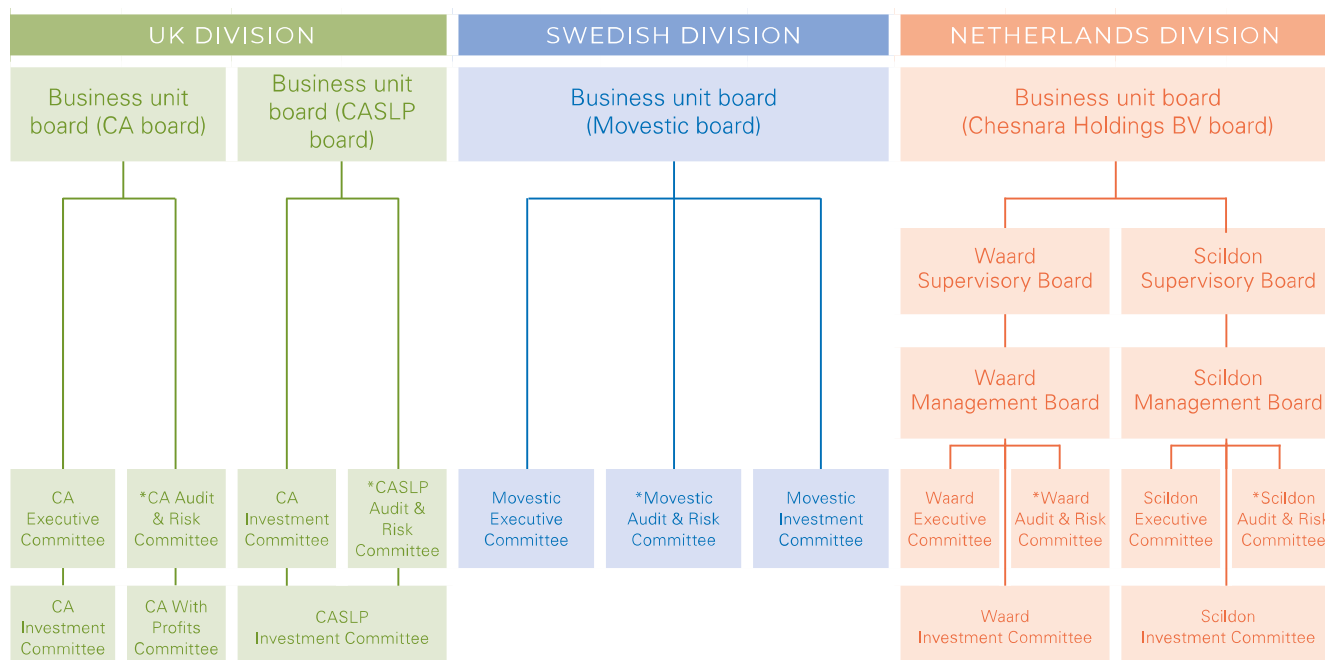 UK DIVISION
SWEDISH DIVISION
NETHERLANDS DIVISION
Business unit
board (CA board)
Business unit
board (CASLP
board)
Business unit board
(Movestic board)
Business unit board
(Chesnara Holdings BV board)
Waard
Supervisory Board
Scildon
Supervisory Board
Waard
Management Board
Scildon
Management Board
CA
Executive
Committee
*CA Audit
& Risk
Committee
CA
Investment
Committee
*CASLP
Audit &
Risk
Committee
Movestic
Executive
Committee
*Movestic
Audit & Risk
Committee
Movestic
Investment
Committee
Waard
Executive
Committee
*Waard
Audit & Risk
Committee
Scildon
Executive
Committee
*Scildon
Audit & Risk
Committee
CA
Investment
Committee
CA With
Profits
Committee
CASLP
Investment Committee
Waard
Investment Committee
Scildon
Investment Committee